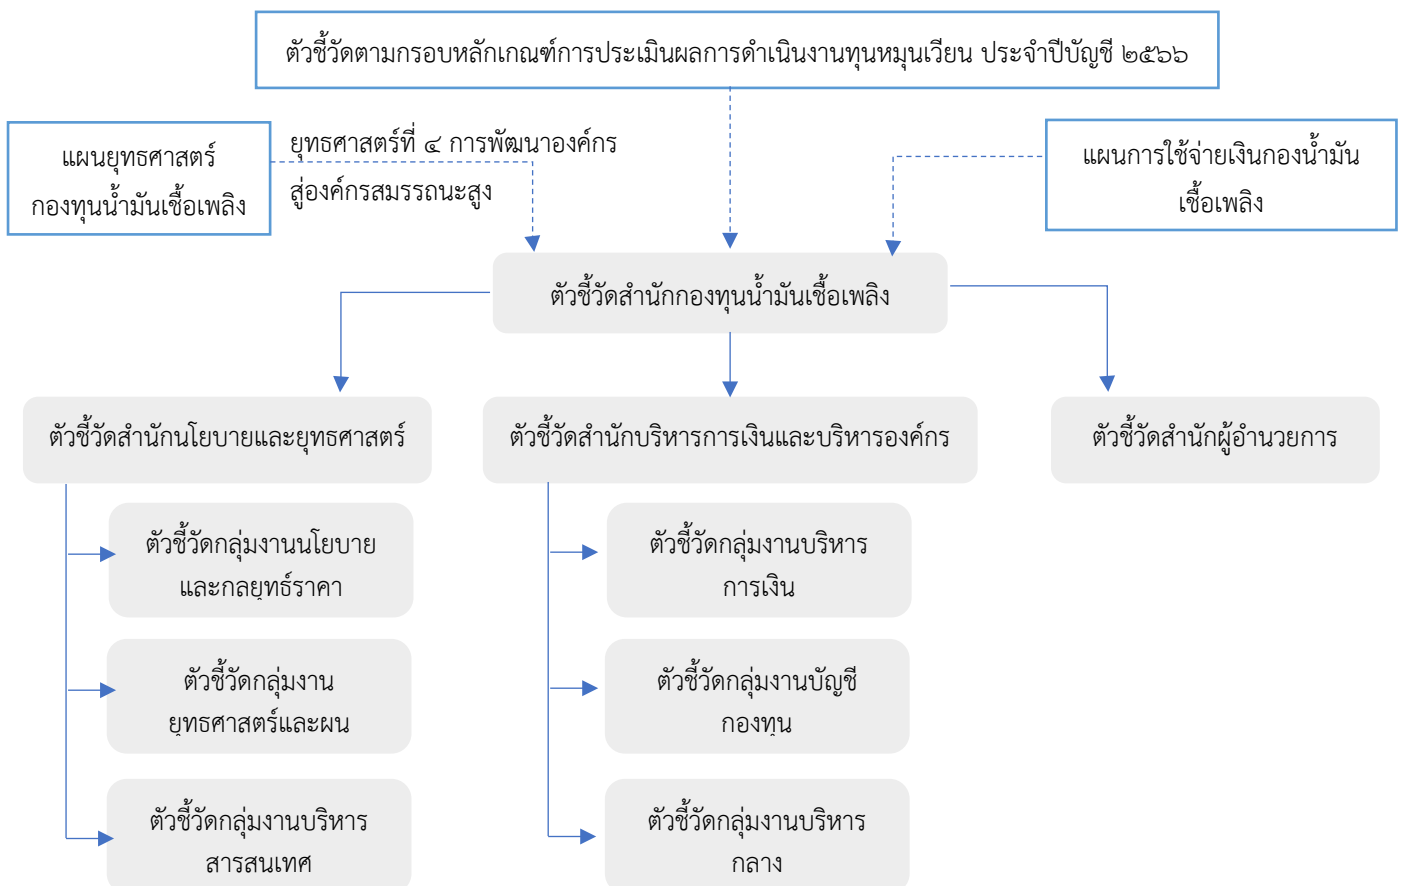 ตัวชี้วัดตามกรอบหลักเกณฑ์การประเมินผลการดำเนินงานทุนหมุนเวียน ประจำปีบัญชี ๒๕๖๖
แผนยุทธศาสตร์
กองทุนน้ำมันเชื้อเพลิง
ยุทธศาสตร์ที่ ๔ การพัฒนาองค์กร
สู่องค์กรสมรรถนะสูง
แผนการใช้จ่ายเงินกองน้ำมัน
เชื้อเพลิง
ตัวชี้วัดสำนักกองทุนน้ำมันเชื้อเพลิง
ตัวชี้วัดสำนักนโยบายและยุทธศาสตร์
ตัวชี้วัดสำนักบริหารการเงินและบริหารองค์กร
ตัวชี้วัดสำนักผู้อำนวยการ
ตัวชี้วัดกลุ่มงานนโยบาย
และกลยุทธ์ราคา
ตัวชี้วัดกลุ่มงานบริหาร
การเงิน
ตัวชี้วัดกลุ่มงาน
ยุทธศาสตร์และผน
ตัวชี้วัดกลุ่มงานบัญชี
กองทุน
ตัวชี้วัดกลุ่มงานบริหาร
สารสนเทศ
ตัวชี้วัดกลุ่มงานบริหาร
กลาง